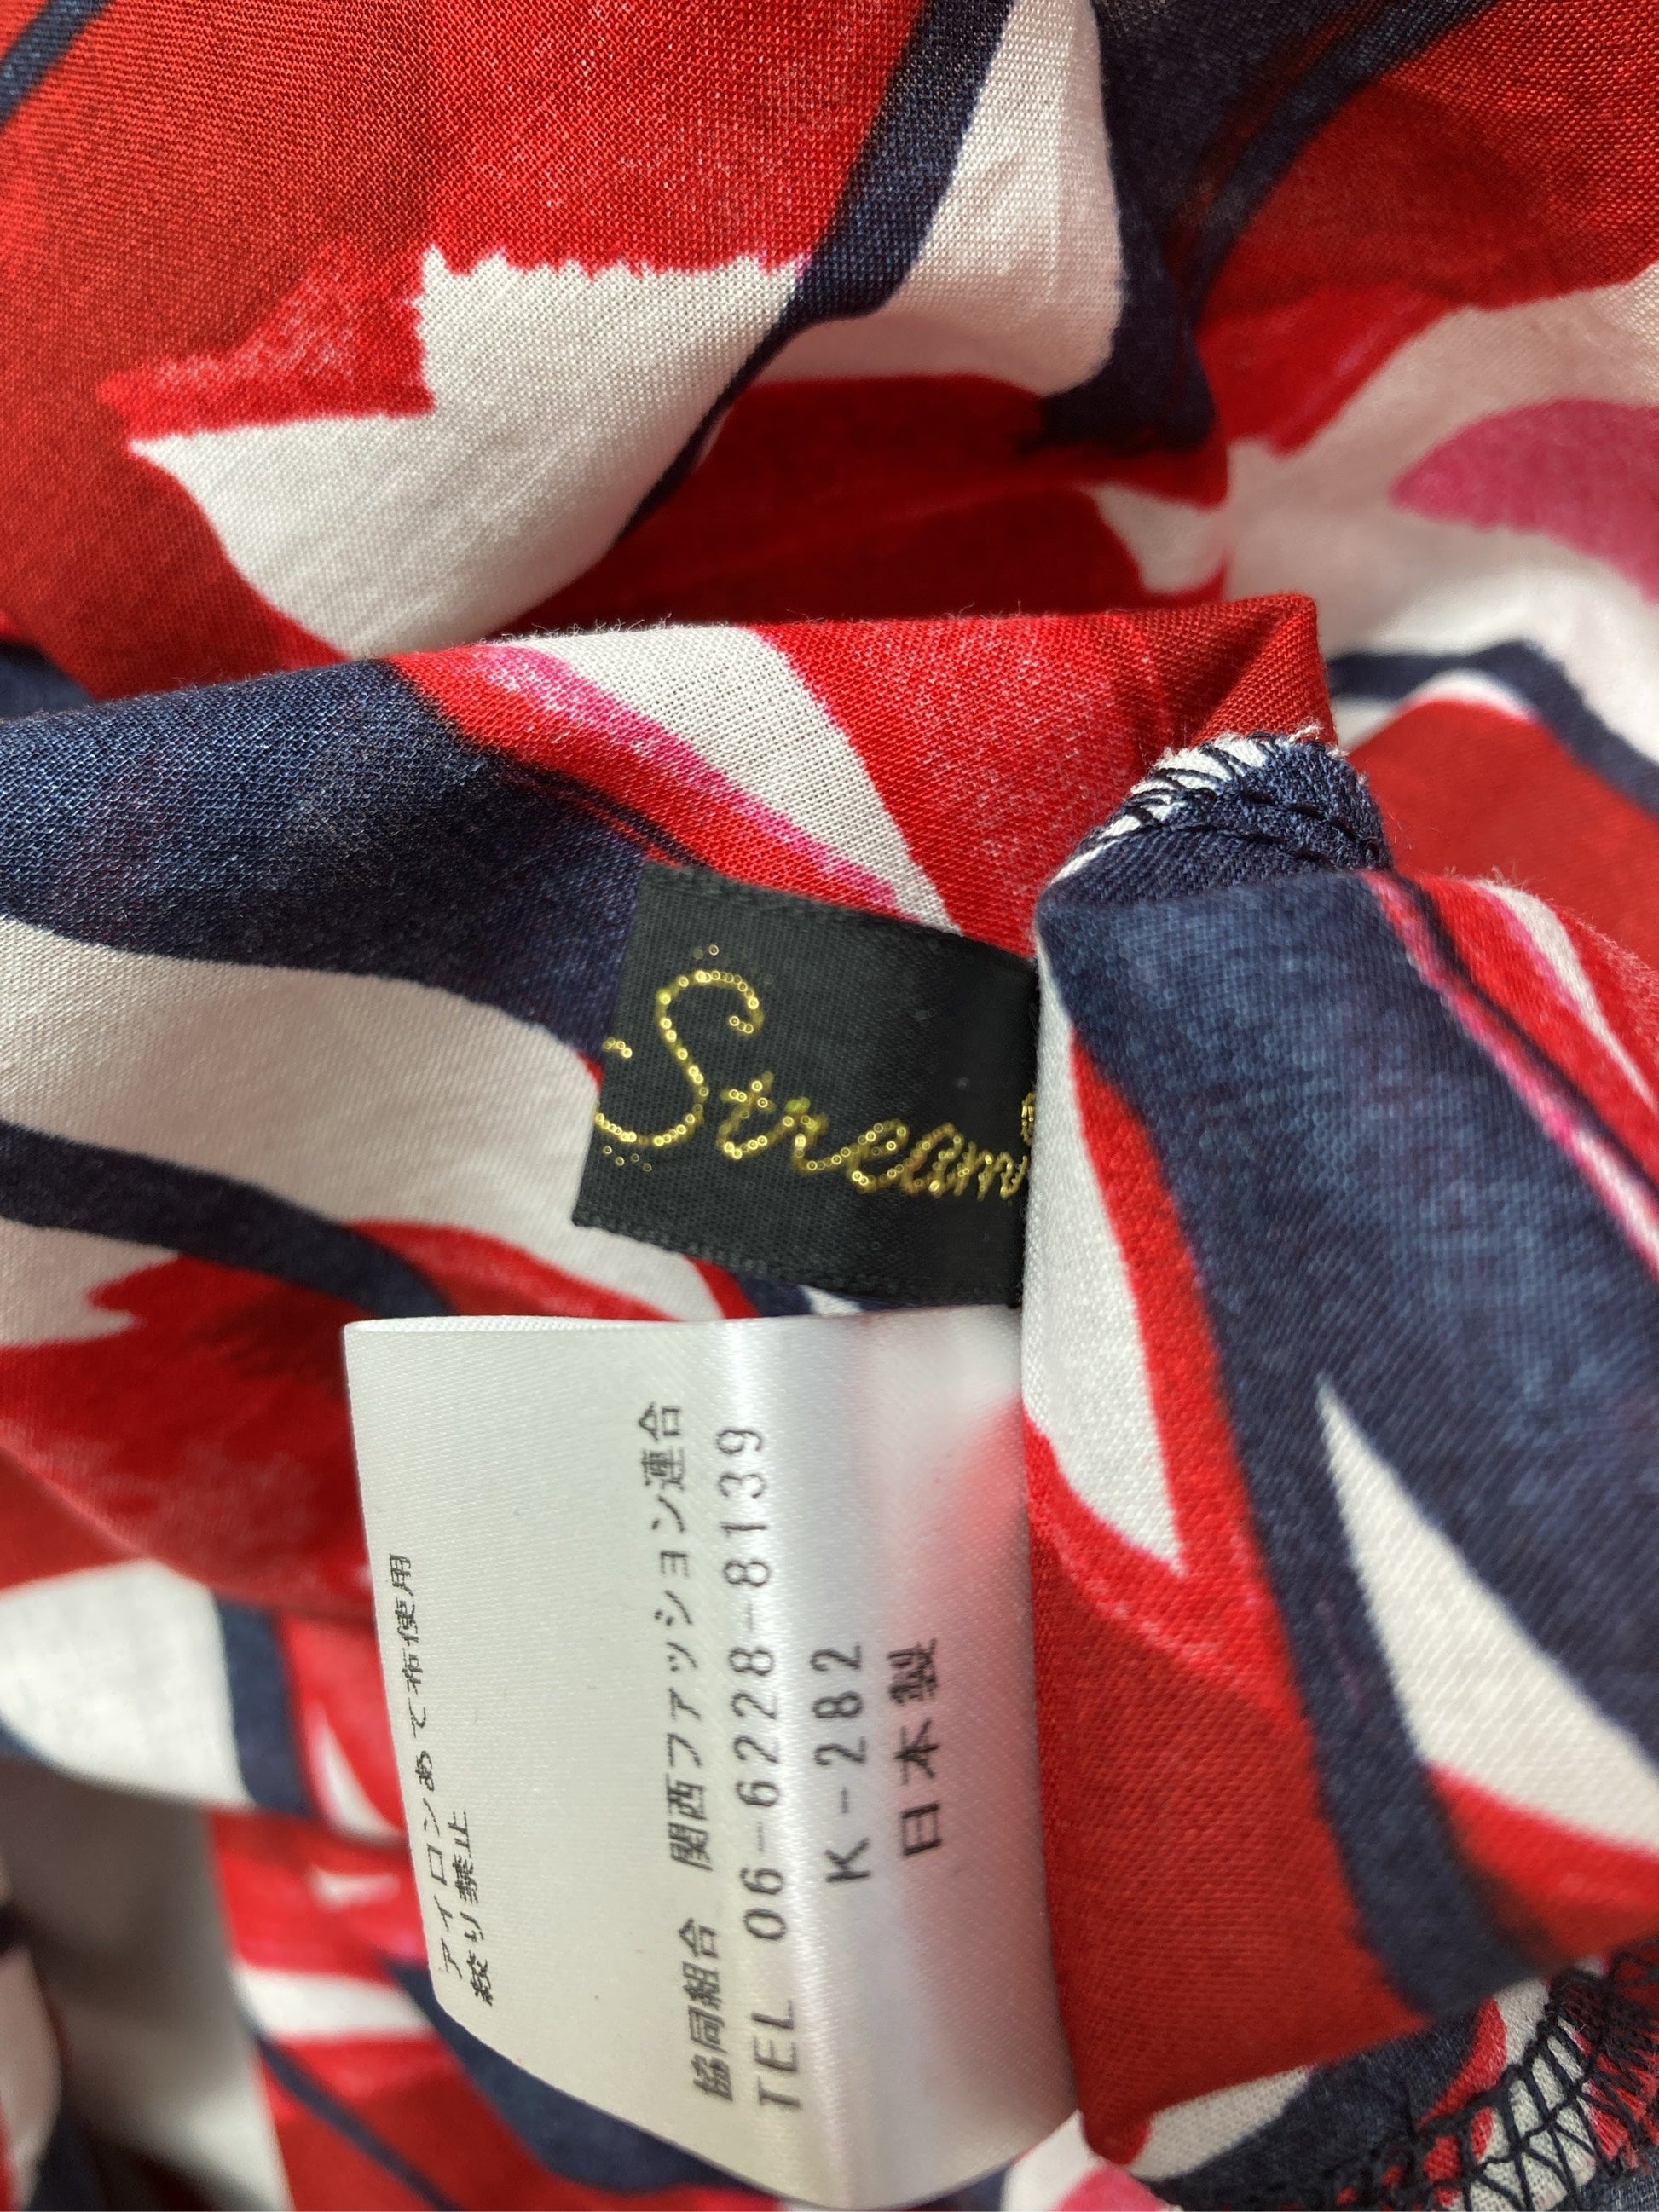 Stream
アイロンあて布使用
絞り禁止
協同組合 関西ファッション連合
TEL 06-6228-8139
K-282
日本製